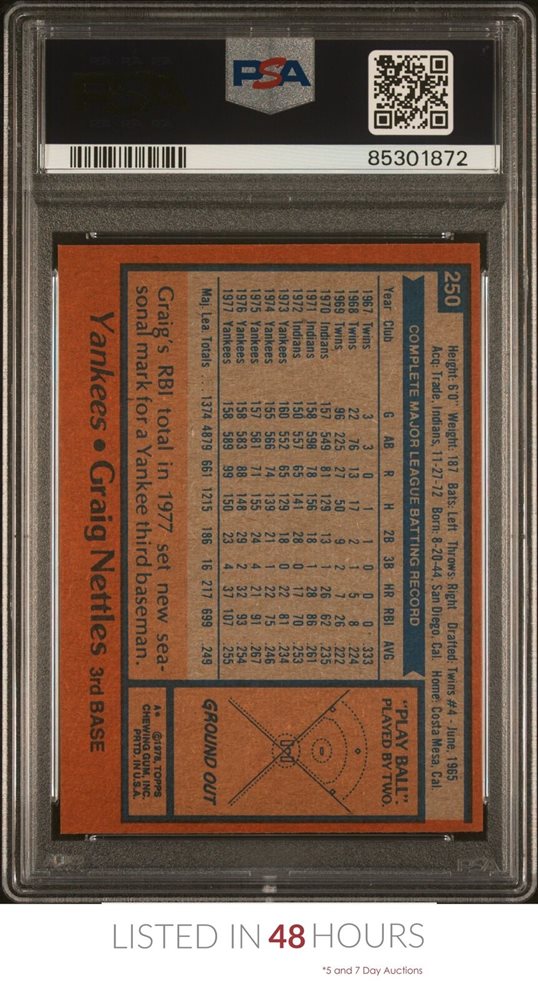 PSA
85301872
250
Height: 6'0" Weight: 187 Bats: Left Throws: Right Drafted: Twins #4 - June, 1965
Acq: Trade, Indians, 11-27-72 Born: 8-20-44, San Diego, Cal. Home: Costa Mesa, Cal.
COMPLETE MAJOR LEAGUE BATTING RECORD
Year Club G AB R H 2B 3B HR RBI AVG
1967 Twins 3 3 0 1 1 0 0 0 .333
1968 Twins 22 76 13 17 2 1 5 8 .224
1969 Twins 96 225 27 50 9 2 7 26 .222
1970 Indians 157 549 81 129 13 1 26 62 .235
1971 Indians 158 598 78 156 18 1 28 86 .261
1972 Indians 150 557 65 141 28 0 17 70 .253
1973 Yankees 160 552 65 129 18 0 22 81 .234
1974 Yankees 155 566 74 139 21 1 22 75 .246
1975 Yankees 157 581 71 155 24 4 21 91 .267
1976 Yankees 158 583 88 148 29 2 32 93 .254
1977 Yankees 158 589 99 150 23 4 37 107 .255
Maj. Lea. Totals .. 1374 4879 661 1215 186 16 217 699 .249
Graig's RBI total in 1977 set new sea-
sonal mark for a Yankee third baseman.
"PLAY BALL"
PLAYED BY TWO.
GROUND OUT
A* ©1978, TOPPS
CHEWING GUM, INC.
PRTD. IN U.S.A.
Yankees • Graig Nettles 3rd BASE
LISTED IN 48 HOURS
*5 and 7 Day Auctions